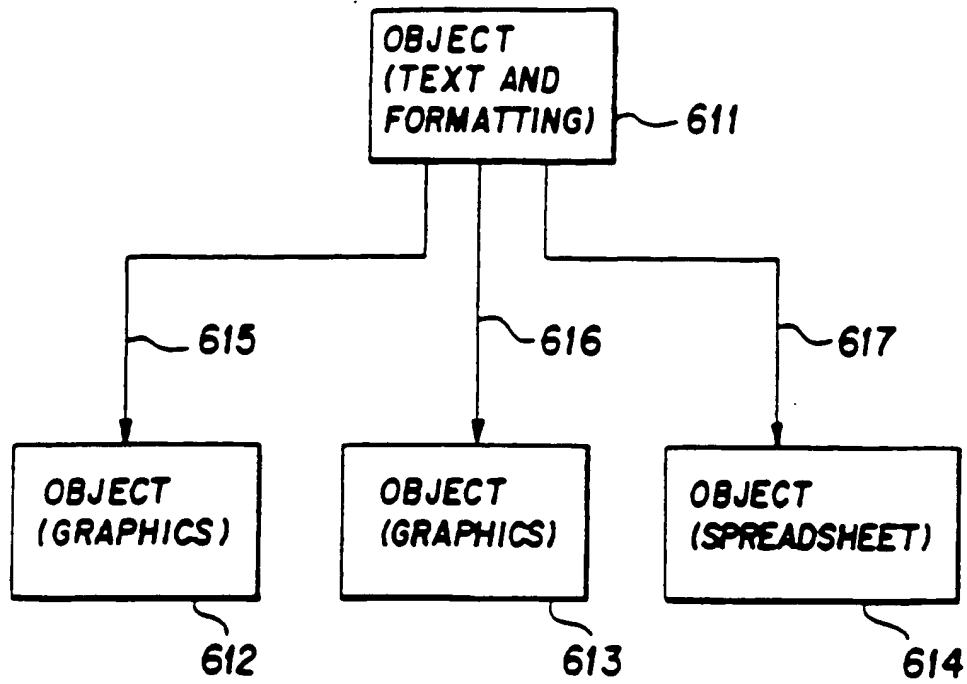 OBJECT
(TEXT AND
FORMATTING)
611
615
616
617
OBJECT
(GRAPHICS)
OBJECT
(GRAPHICS)
OBJECT
(SPREADSHEET)
612
613
614